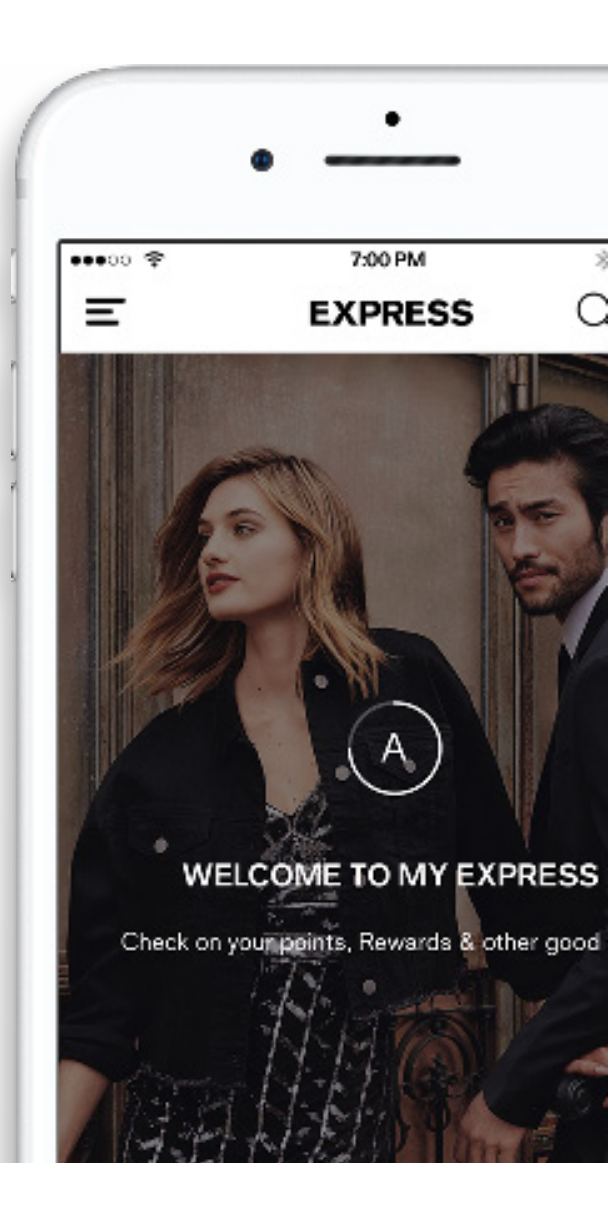 7:00 PM
EXPRESS
A
WELCOME TO MY EXPRESS
Check on your points, Rewards & other good